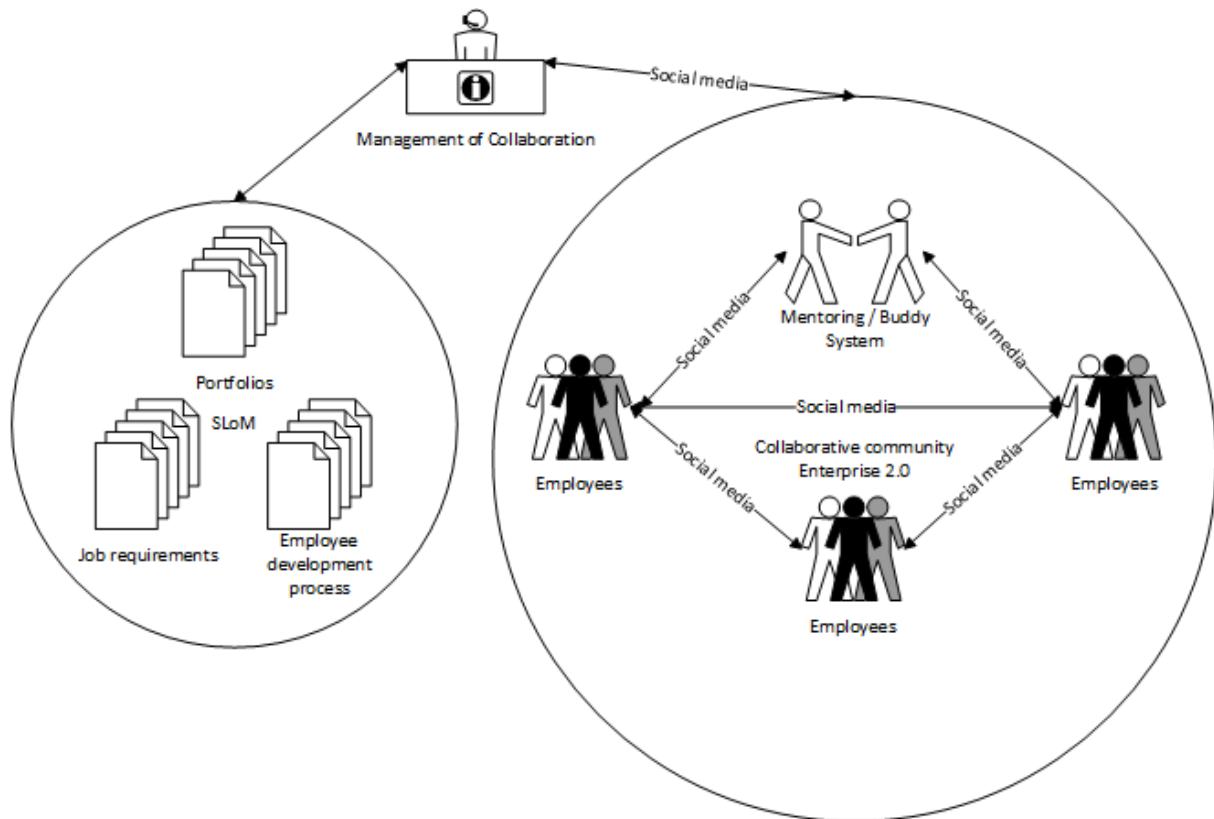 Social media
Management of Collaboration
Portfolios
SLoM
Job requirements
Employee
development
process
Mentoring / Buddy
System
Social media
Social media
Social media
Collaborative community
Enterprise 2.0
Social media
Social media
Employees
Employees
Employees